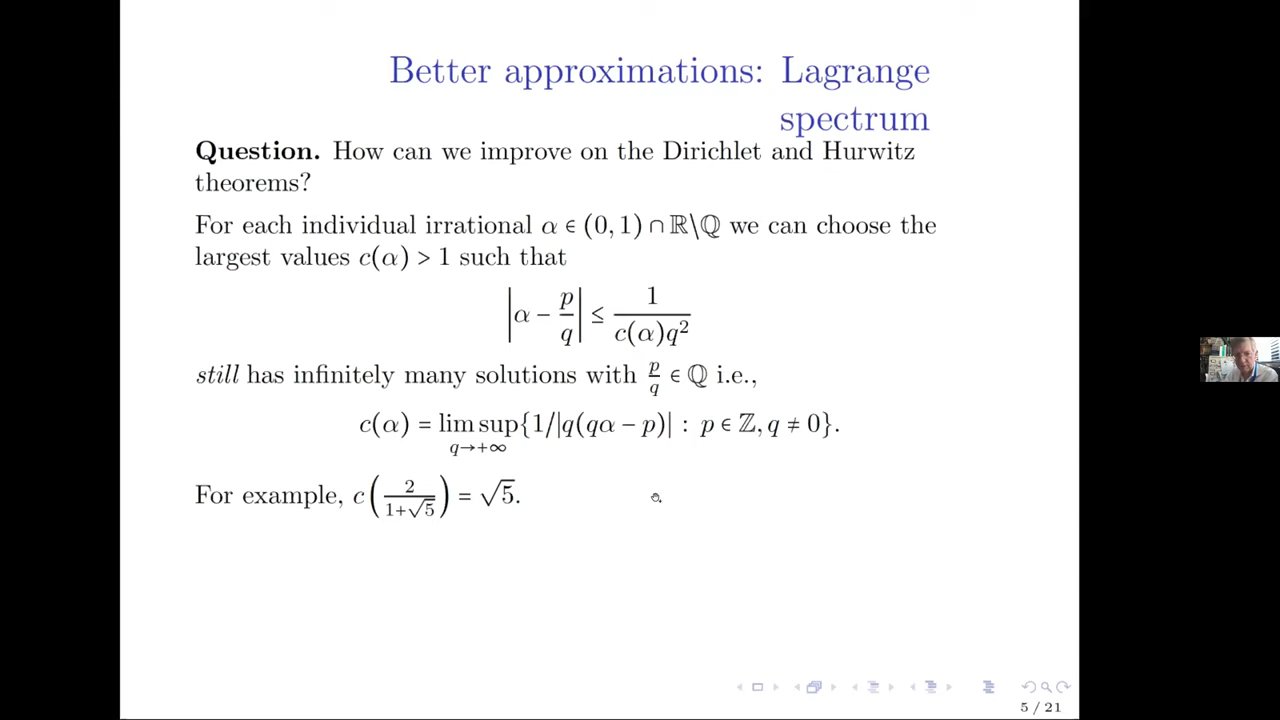 Better approximations: Lagrange
spectrum
Question. How can we improve on the Dirichlet and Hurwitz
theorems?
For each individual irrational α ∈ (0, 1) ∩ ℝ\ℚ we can choose the
largest values c(α) > 1 such that
|α − p/q| ≤ 1/(c(α)q²)
still has infinitely many solutions with p/q ∈ ℚ i.e.,
c(α) = lim sup_{q→+∞} {1/|q(qα − p)| : p ∈ ℤ, q ≠ 0}.
For example, c(2/(1+√5)) = √5.
5 / 21